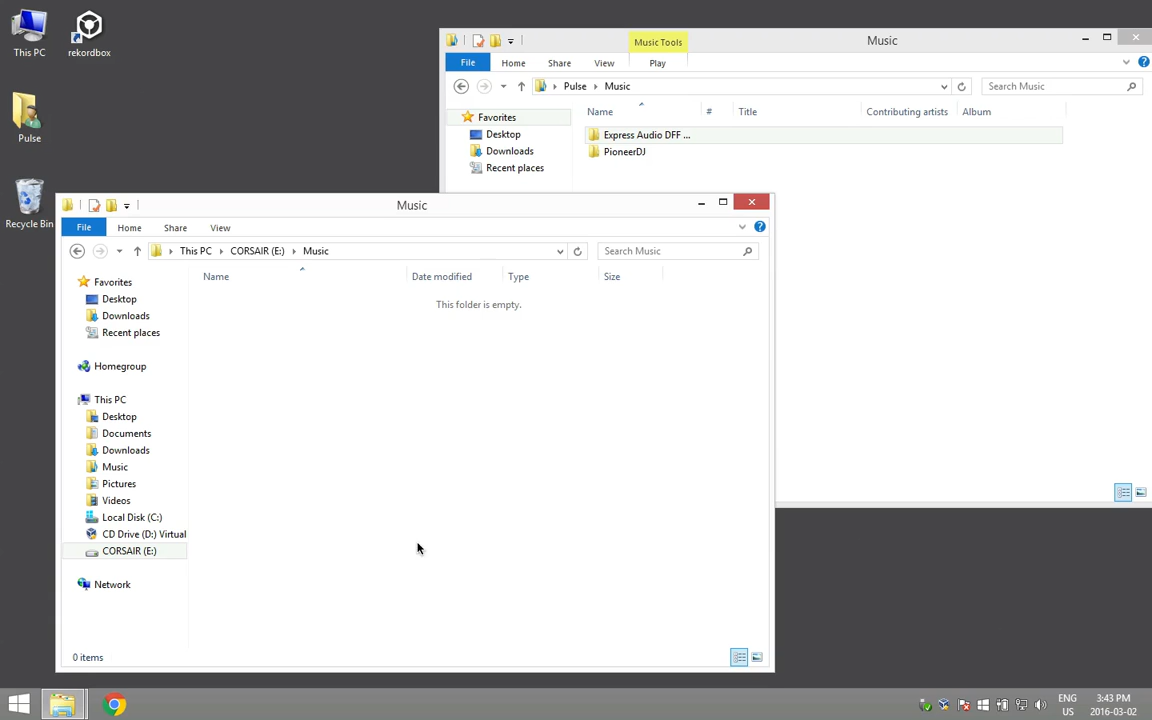 This PC
rekordbox
Pulse
Recycle Bin
Music Tools
Music
File
Home
Share
View
Play
Pulse
Music
Search Music
Name
#
Title
Contributing artists
Album
Favorites
Desktop
Downloads
Recent places
Express Audio DFF ...
PioneerDJ
Music
File
Home
Share
View
This PC
CORSAIR (E:)
Music
Search Music
Name
Date modified
Type
Size
This folder is empty.
Favorites
Desktop
Downloads
Recent places
Homegroup
This PC
Desktop
Documents
Downloads
Music
Pictures
Videos
Local Disk (C:)
CD Drive (D:) Virtual
CORSAIR (E:)
Network
0 items
ENG
US
3:43 PM
2016-03-02